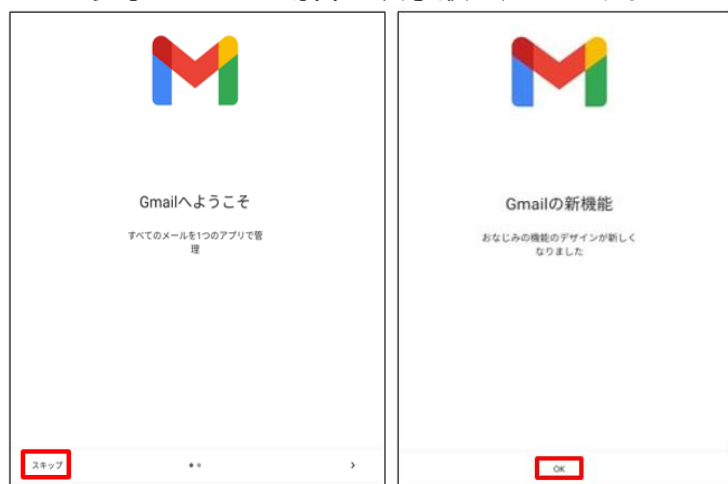 Gmailへようこそ
すべてのメールを1つのアプリで管
理
スキップ
Gmailの新機能
おなじみの機能のデザインが新しく
なりました
OK